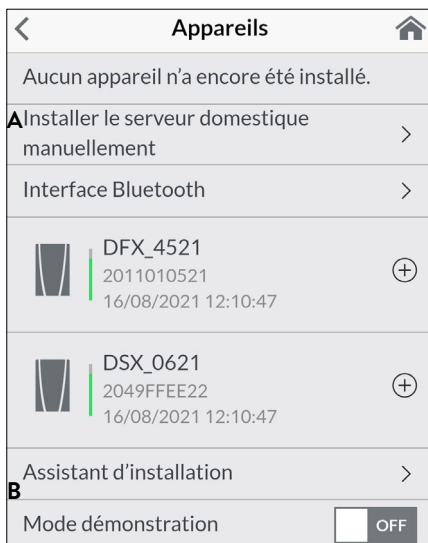 Appareils
Aucun appareil n’a encore été installé.
A Installer le serveur domestique
manuellement
Interface Bluetooth
DFX_4521
2011010521
16/08/2021 12:10:47
DSX_0621
2049FFEE22
16/08/2021 12:10:47
Assistant d’installation
B
Mode démonstration OFF